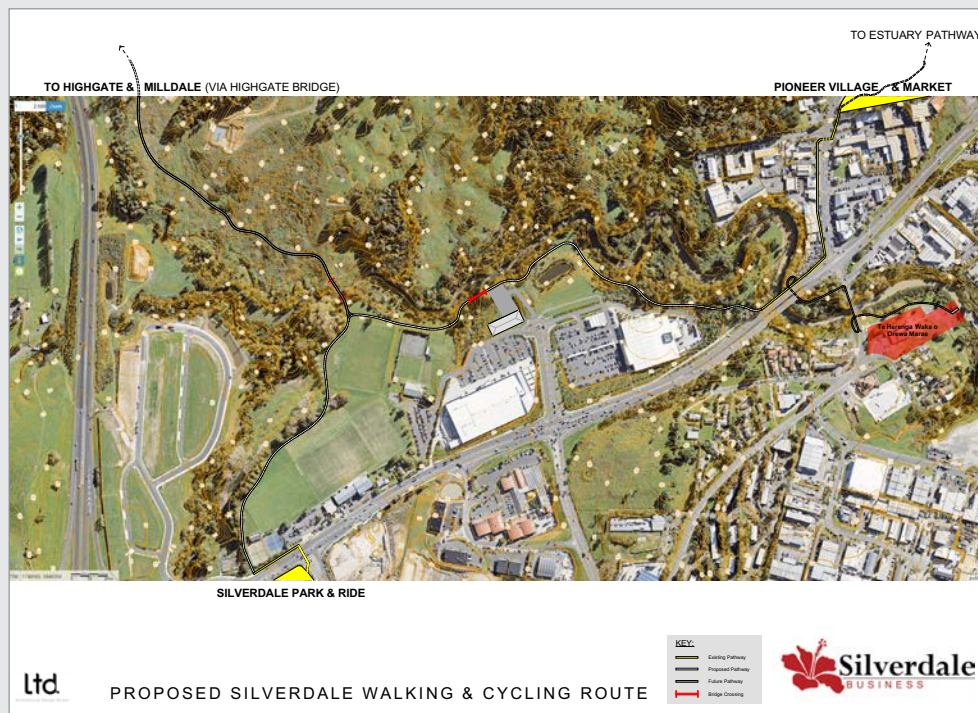 TO ESTUARY PATHWAY
TO HIGHGATE & MILLDALE (VIA HIGHGATE BRIDGE)
PIONEER VILLAGE & MARKET
Te Herenga Waka o
Orewa Marae
SILVERDALE PARK & RIDE
KEY:
Existing Pathway
Proposed Pathway
Future Pathway
Bridge Crossing
Ltd.
PROPOSED SILVERDALE WALKING & CYCLING ROUTE
Silverdale
BUSINESS